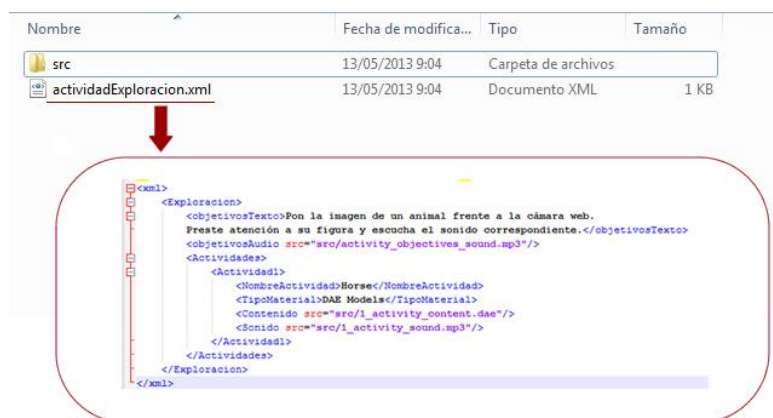 Nombre Fecha de modifica... Tipo Tamaño
src 13/05/2013 9:04 Carpeta de archivos
actividadExploracion.xml 13/05/2013 9:04 Documento XML 1 KB
<xml>
<Exploracion>
<objetivosTexto>Pon la imagen de un animal frente a la cámara web.
Preste atención a su figura y escucha el sonido correspondiente.</objetivosTexto>
<objetivosAudio src="src/activity_objectives_sound.mp3"/>
<Actividades>
<Actividad1>
<NombreActividad>Horse</NombreActividad>
<TipoMaterial>DAE Models</TipoMaterial>
<Contenido src="src/1_activity_content.dae"/>
<Sonido src="src/1_activity_sound.mp3"/>
</Actividad1>
</Actividades>
</Exploracion>
</xml>